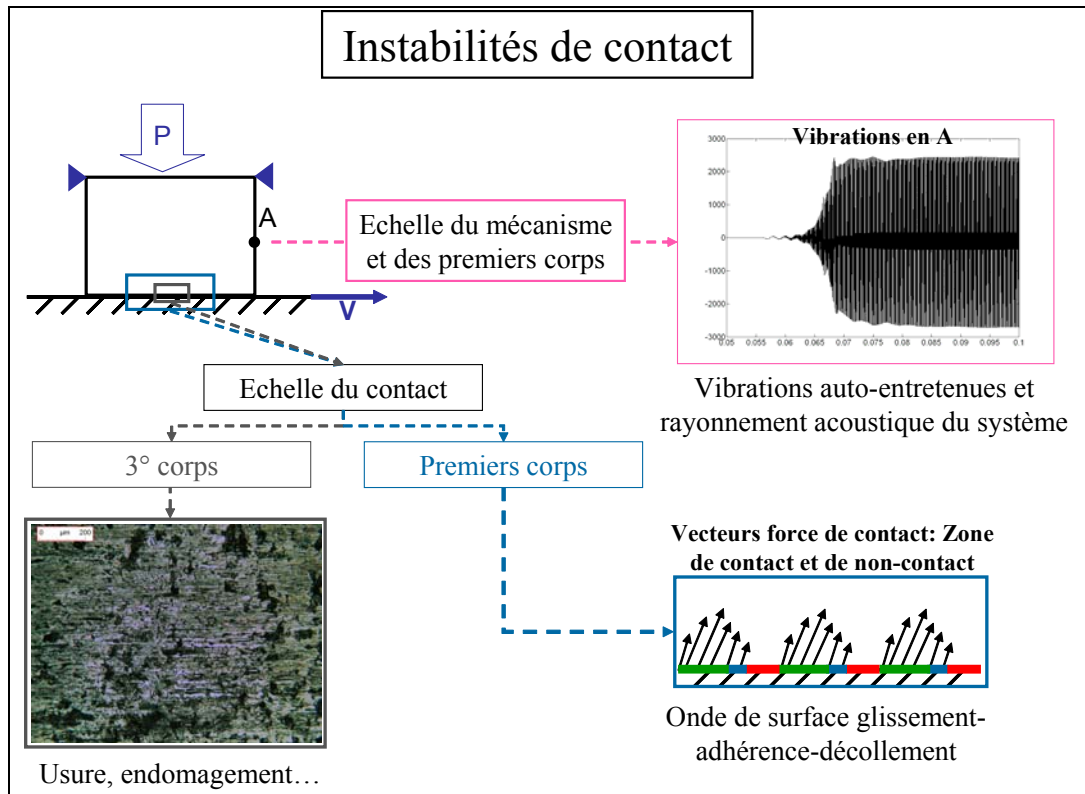 Instabilités de contact
P
A
V
Echelle du mécanisme
et des premiers corps
Vibrations en A
3000
2000
1000
0
-1000
-2000
-3000
0.05
0.055
0.06
0.065
0.07
0.075
0.08
0.085
0.09
0.095
0.1
Vibrations auto-entretenues et
rayonnement acoustique du système
Echelle du contact
3° corps
Premiers corps
0 µm 200
Usure, endomagement…
Vecteurs force de contact: Zone
de contact et de non-contact
Onde de surface glissement-
adhérence-décollement